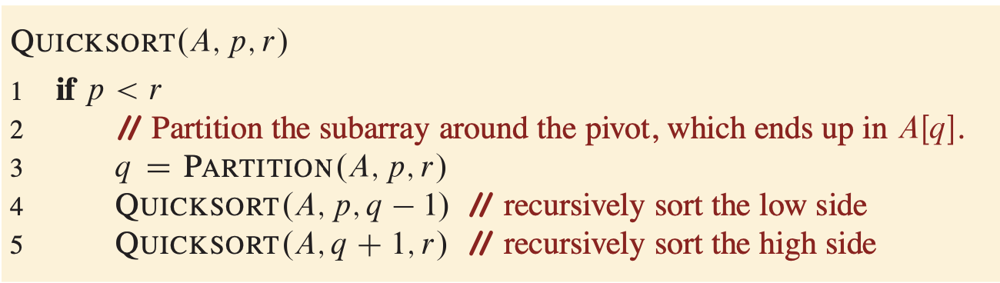 QUICKSORT(A, p, r)
1 if p < r
2 // Partition the subarray around the pivot, which ends up in A[q].
3 q = PARTITION(A, p, r)
4 QUICKSORT(A, p, q − 1) // recursively sort the low side
5 QUICKSORT(A, q + 1, r) // recursively sort the high side